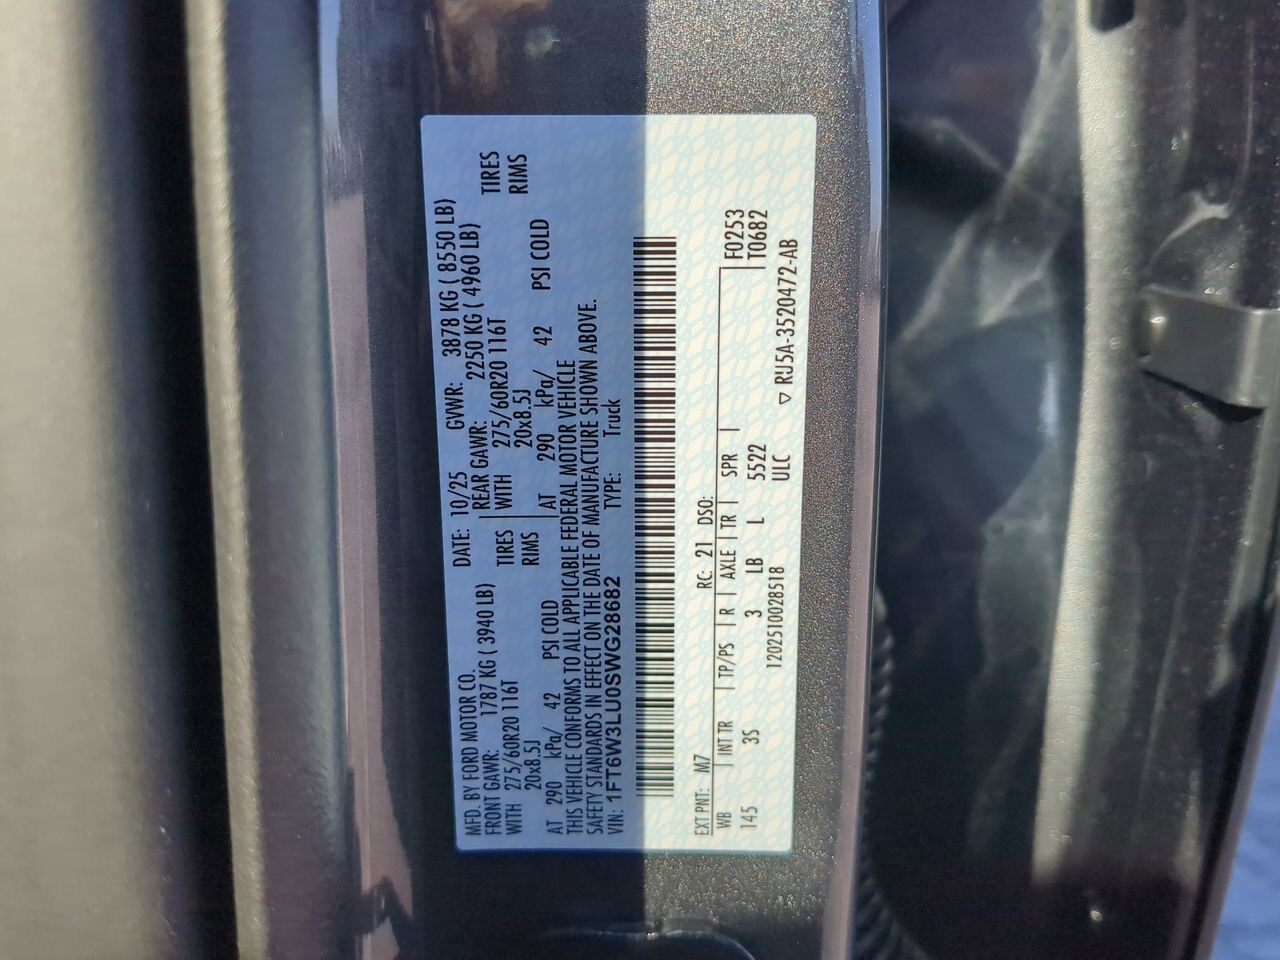 MFD. BY FORD MOTOR CO. DATE: 10/25 GVWR: 3878 KG ( 8550 LB)
FRONT GAWR: 1787 KG ( 3940 LB) REAR GAWR: 2250 KG ( 4960 LB)
WITH 275/60R20 116T TIRES WITH 275/60R20 116T TIRES
20x8.5J RIMS 20x8.5J RIMS
AT 290 kPa/ 42 PSI COLD AT 290 kPa/ 42 PSI COLD
THIS VEHICLE CONFORMS TO ALL APPLICABLE FEDERAL MOTOR VEHICLE
SAFETY STANDARDS IN EFFECT ON THE DATE OF MANUFACTURE SHOWN ABOVE.
VIN: 1FT6W3LU0SWG28682 TYPE: Truck
EXT PNT: M7 RC: 21 DSO:
WB INT TR TP/PS R AXLE TR SPR F0253
145 3S 3 LB L 5522 T0682
1202510028518 ULC ▽ RU5A-3520472-AB